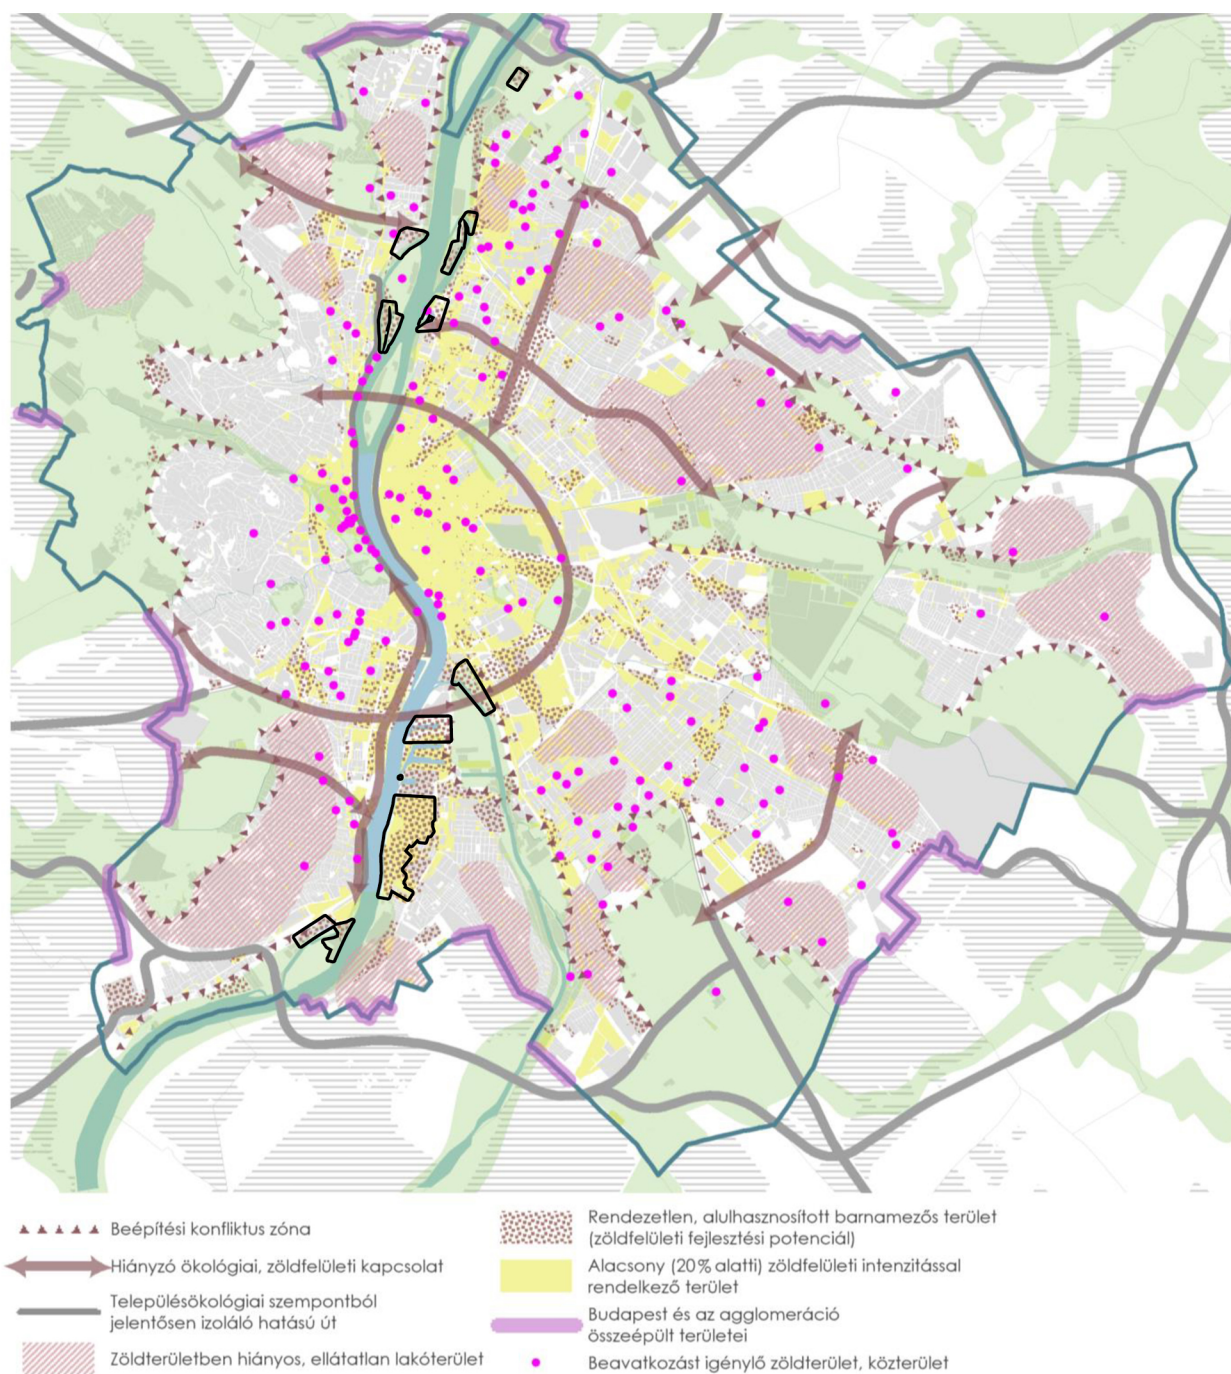 Beépítési konfliktus zóna
Hiányzó ökológiai, zöldfelületi kapcsolat
Településökológiai szempontból
jelentősen izoláló hatású út
Zöldterületben hiányos, ellátatlan lakóterület
Rendezetlen, alulhasznósított barnamezős terület
(zöldfelületi fejlesztési potenciál)
Alacsony (20% alatti) zöldfelületi intenzitással
rendelkező terület
Budapest és az agglomeráció
összeépült területei
Beavatkozást igénylő zöldterület, közterület